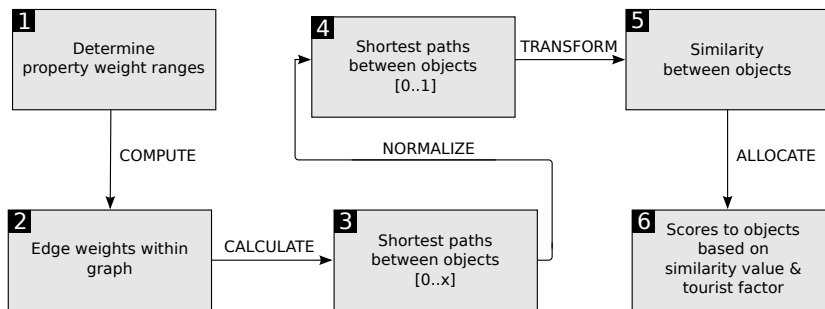 1
Determine
property weight ranges
COMPUTE
2
Edge weights within
graph
CALCULATE
3
Shortest paths
between objects
[0..x]
NORMALIZE
4
Shortest paths
between objects
[0..1]
TRANSFORM
5
Similarity
between objects
ALLOCATE
6
Scores to objects
based on
similarity value &
tourist factor